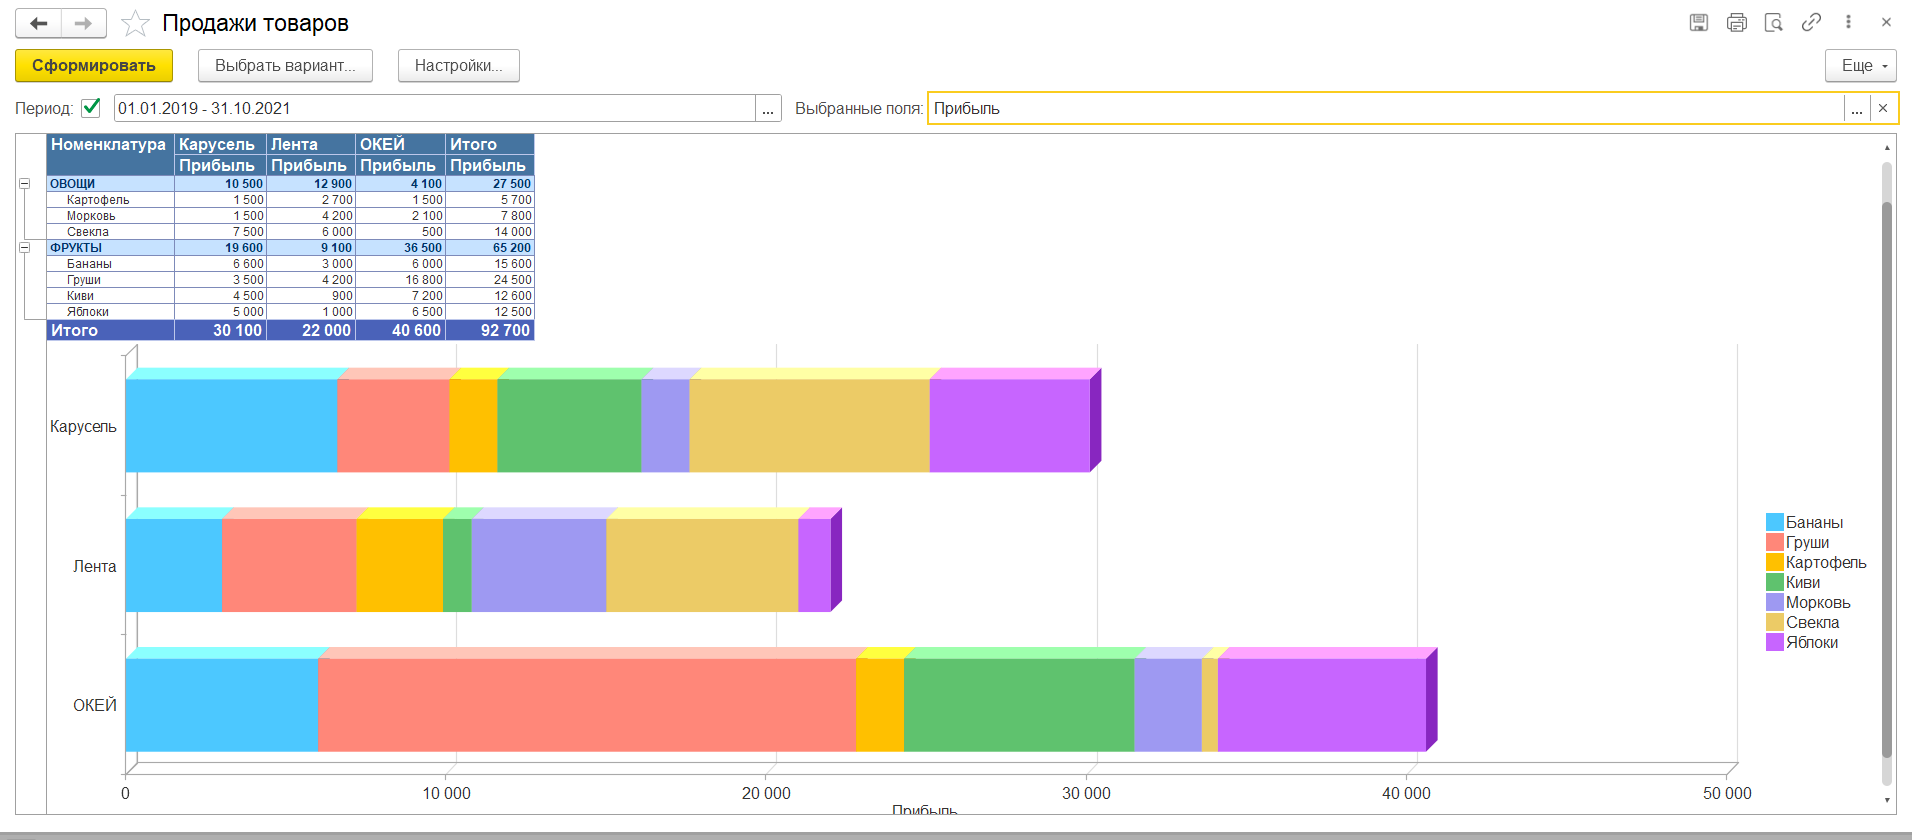 Продажи товаров
Сформировать Выбрать вариант... Настройки... Еще
Период: 01.01.2019 - 31.10.2021 ... Выбранные поля: Прибыль ... ×
Номенклатура Карусель Лента ОКЕЙ Итого
Прибыль Прибыль Прибыль Прибыль
ОВОЩИ 10 500 12 900 4 100 27 500
Картофель 1 500 2 700 1 500 5 700
Морковь 1 500 4 200 2 100 7 800
Свекла 7 500 6 000 500 14 000
ФРУКТЫ 19 600 9 100 36 500 65 200
Бананы 6 600 3 000 6 000 15 600
Груши 3 500 4 200 16 800 24 500
Киви 4 500 900 7 200 12 600
Яблоки 5 000 1 000 6 500 12 500
Итого 30 100 22 000 40 600 92 700
Карусель
Лента
ОКЕЙ
0 10 000 20 000 30 000 40 000 50 000
Прибыль
Бананы
Груши
Картофель
Киви
Морковь
Свекла
Яблоки